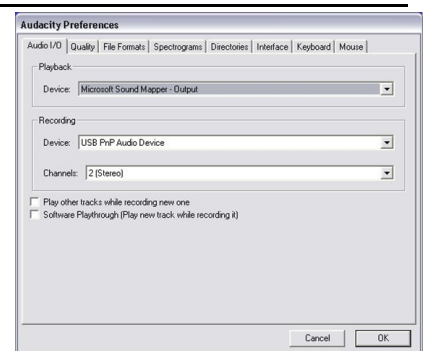 Audacity Preferences
Audio I/O Quality File Formats Spectrograms Directories Interface Keyboard Mouse
Playback
Device: Microsoft Sound Mapper - Output
Recording
Device: USB PnP Audio Device
Channels: 2 (Stereo)
Play other tracks while recording new one
Software Playthrough (Play new track while recording it)
Cancel OK